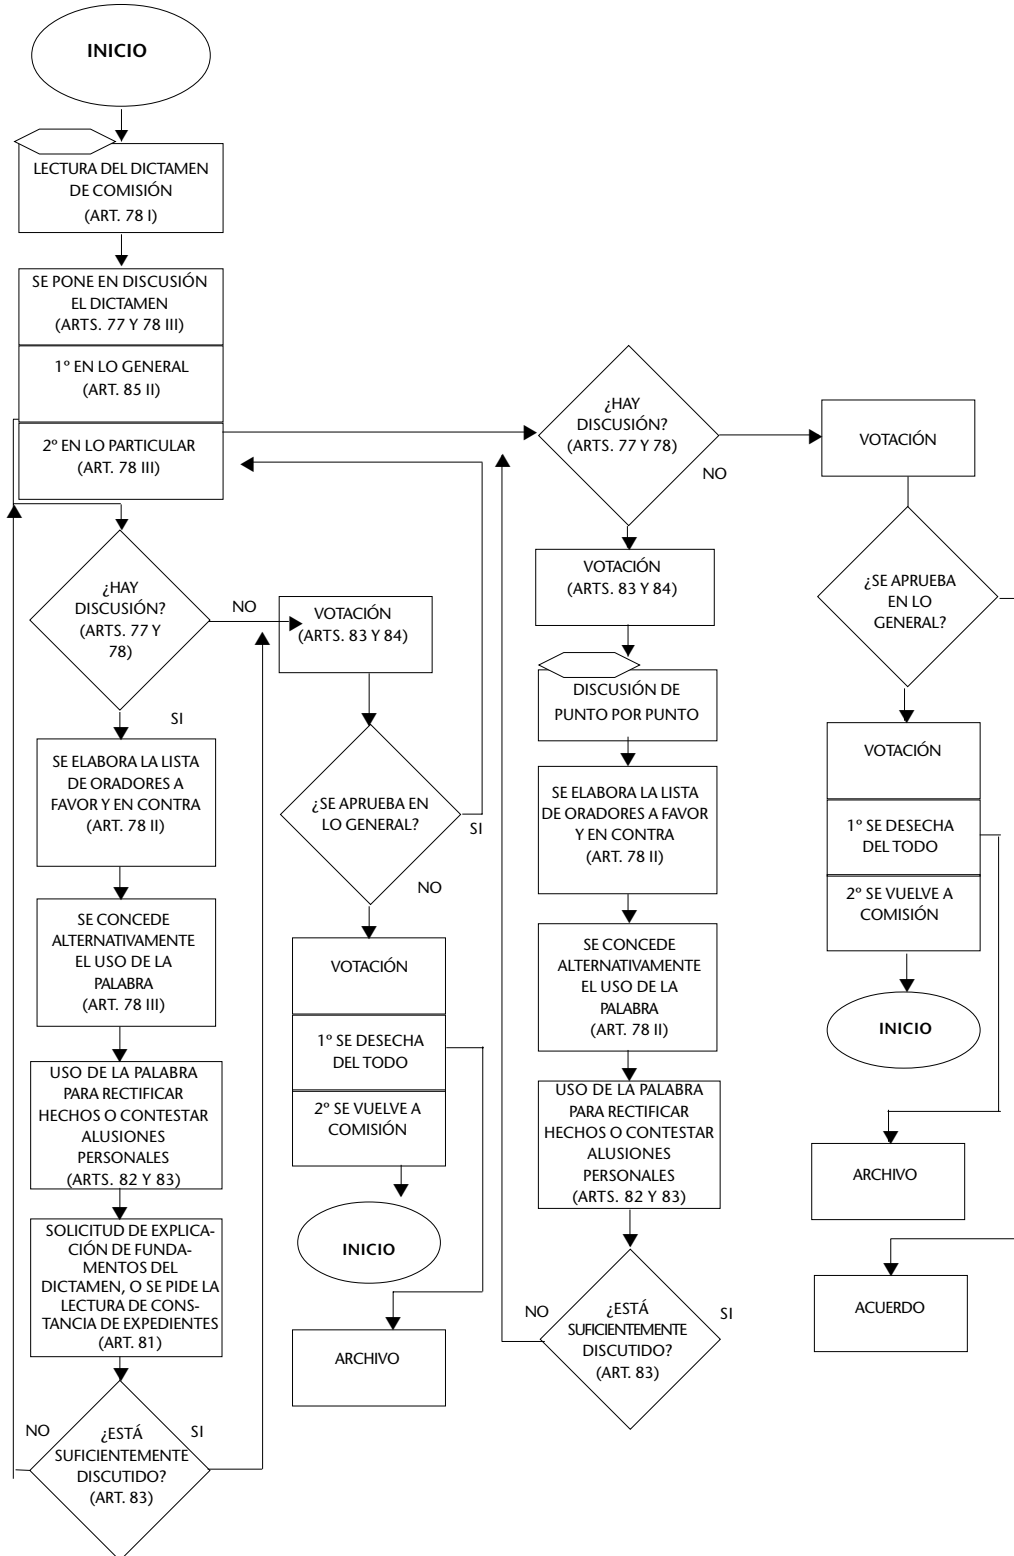 INICIO
LECTURA DEL DICTAMEN
DE COMISIÓN
(ART. 78 I)
SE PONE EN DISCUSIÓN
EL DICTAMEN
(ARTS. 77 Y 78 III)
1º EN LO GENERAL
(ART. 85 II)
2º EN LO PARTICULAR
(ART. 78 III)
¿HAY
DISCUSIÓN?
(ARTS. 77 Y
78)
NO
SI
SE ELABORA LA LISTA
DE ORADORES A
FAVOR Y EN CONTRA
(ART. 78 II)
SE CONCEDE
ALTERNATIVAMENTE
EL USO DE LA
PALABRA
(ART. 78 III)
USO DE LA PALABRA
PARA RECTIFICAR
HECHOS O CONTESTAR
ALUSIONES
PERSONALES
(ARTS. 82 Y 83)
SOLICITUD DE EXPLICA-
CIÓN DE FUNDA-
MENTOS DEL
DICTAMEN, O SE PIDE LA
LECTURA DE CONS-
TANCIA DE EXPEDIENTES
(ART. 81)
NO
SI
¿ESTÁ
SUFICIENTEMENTE
DISCUTIDO?
(ART. 83)
VOTACIÓN
(ARTS. 83 Y 84)
¿SE APRUEBA EN
LO GENERAL?
SI
NO
VOTACIÓN
1º SE DESECHA
DEL TODO
2º SE VUELVE A
COMISIÓN
INICIO
ARCHIVO
¿HAY
DISCUSIÓN?
(ARTS. 77 Y 78)
NO
VOTACIÓN
(ARTS. 83 Y 84)
DISCUSIÓN DE
PUNTO POR PUNTO
SE ELABORA LA LISTA
DE ORADORES A FAVOR
Y EN CONTRA
(ART. 78 II)
SE CONCEDE
ALTERNATIVAMENTE
EL USO DE LA
PALABRA
(ART. 78 II)
USO DE LA PALABRA
PARA RECTIFICAR
HECHOS O CONTESTAR
ALUSIONES
PERSONALES
(ARTS. 82 Y 83)
NO
SI
¿ESTÁ
SUFICIENTEMENTE
DISCUTIDO?
(ART. 83)
VOTACIÓN
¿SE APRUEBA
EN LO
GENERAL?
VOTACIÓN
1º SE DESECHA
DEL TODO
2º SE VUELVE A
COMISIÓN
INICIO
ARCHIVO
ACUERDO